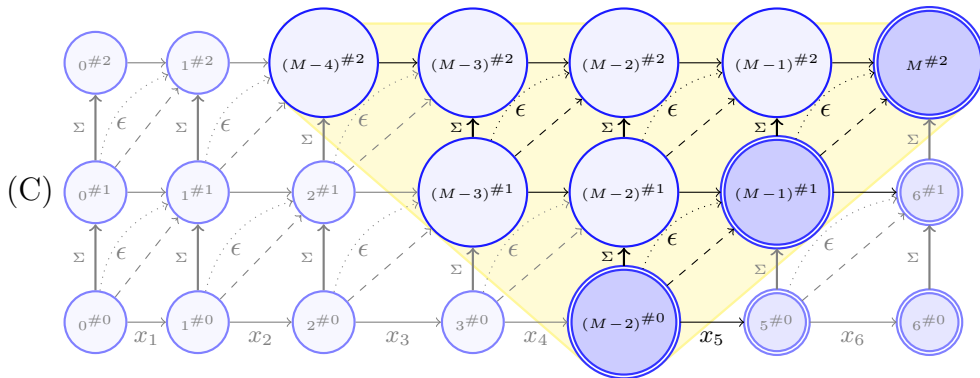 0#2 1#2 (M−4)#2 (M−3)#2 (M−2)#2 (M−1)#2 M#2
ϵ ϵ ϵ ϵ ϵ ϵ
Σ Σ Σ Σ Σ Σ Σ
(C) 0#1 1#1 2#1 (M−3)#1 (M−2)#1 (M−1)#1 6#1
ϵ ϵ ϵ ϵ ϵ ϵ
Σ Σ Σ Σ Σ Σ Σ
0#0 x1 1#0 x2 2#0 x3 3#0 x4 (M−2)#0 x5 5#0 x6 6#0